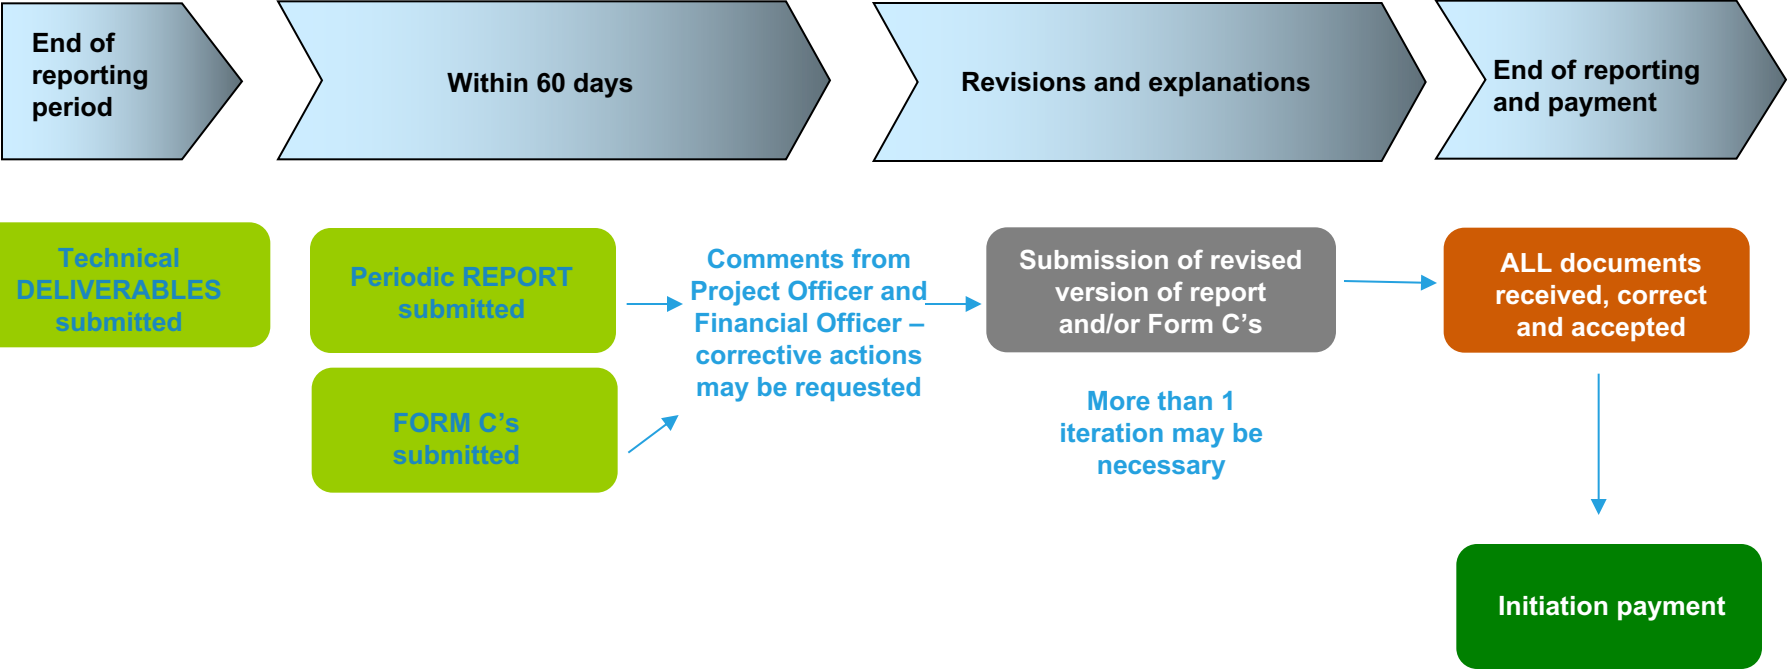 End of
reporting
period
Within 60 days
Revisions and explanations
End of reporting
and payment
Technical
DELIVERABLES
submitted
Periodic REPORT
submitted
FORM C’s
submitted
Comments from
Project Officer and
Financial Officer –
corrective actions
may be requested
Submission of revised
version of report
and/or Form C’s
More than 1
iteration may be
necessary
ALL documents
received, correct
and accepted
Initiation payment